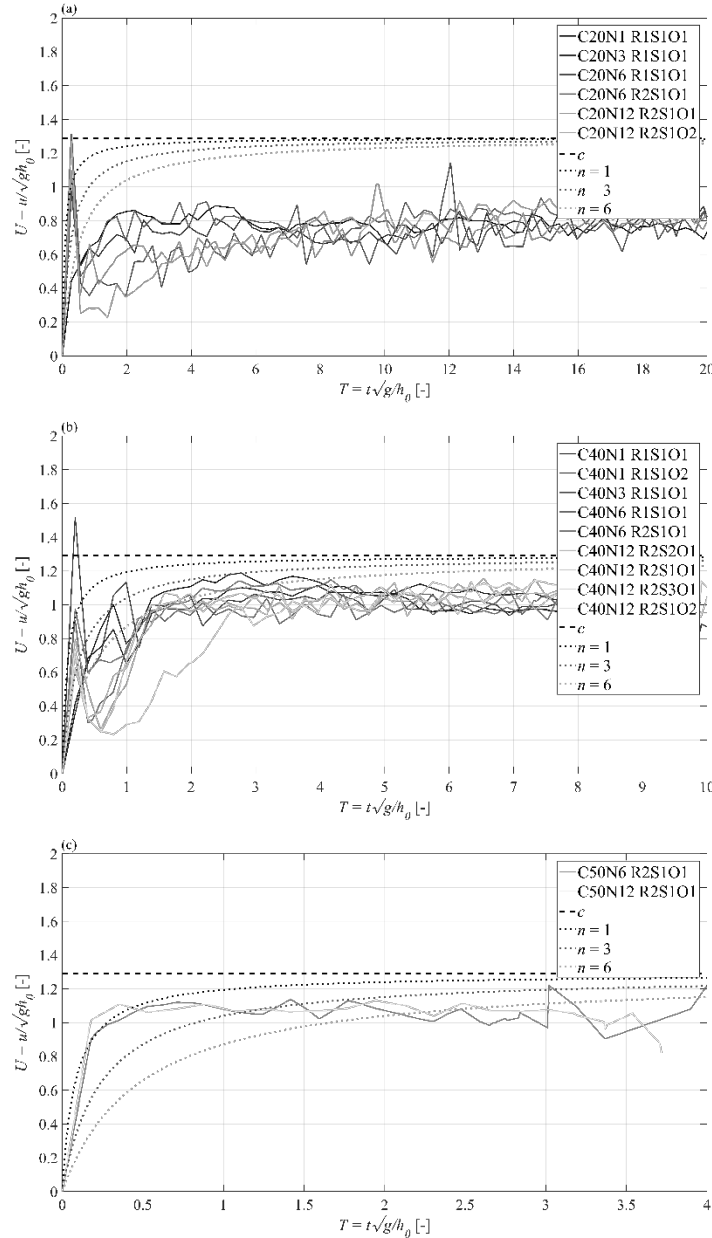 (a)
2
1.8
1.6
1.4
1.2
1
0.8
0.6
0.4
0.2
0
U − u/√gh0 [-]
0 2 4 6 8 10 12 14 16 18 20
T = t√g/h0 [-]
C20N1 R1S1O1
C20N3 R1S1O1
C20N6 R1S1O1
C20N6 R2S1O1
C20N12 R2S1O1
C20N12 R2S1O2
c
n = 1
n = 3
n = 6
(b)
2
1.8
1.6
1.4
1.2
1
0.8
0.6
0.4
0.2
0
U − u/√gh0 [-]
0 1 2 3 4 5 6 7 8 9 10
T = t√g/h0 [-]
C40N1 R1S1O1
C40N1 R1S1O2
C40N3 R1S1O1
C40N6 R1S1O1
C40N6 R2S1O1
C40N12 R2S2O1
C40N12 R2S1O1
C40N12 R2S3O1
C40N12 R2S1O2
c
n = 1
n = 3
n = 6
(c)
2
1.8
1.6
1.4
1.2
1
0.8
0.6
0.4
0.2
0
U − u/√gh0 [-]
0 0.5 1 1.5 2 2.5 3 3.5 4
T = t√g/h0 [-]
C50N6 R2S1O1
C50N12 R2S1O1
c
n = 1
n = 3
n = 6